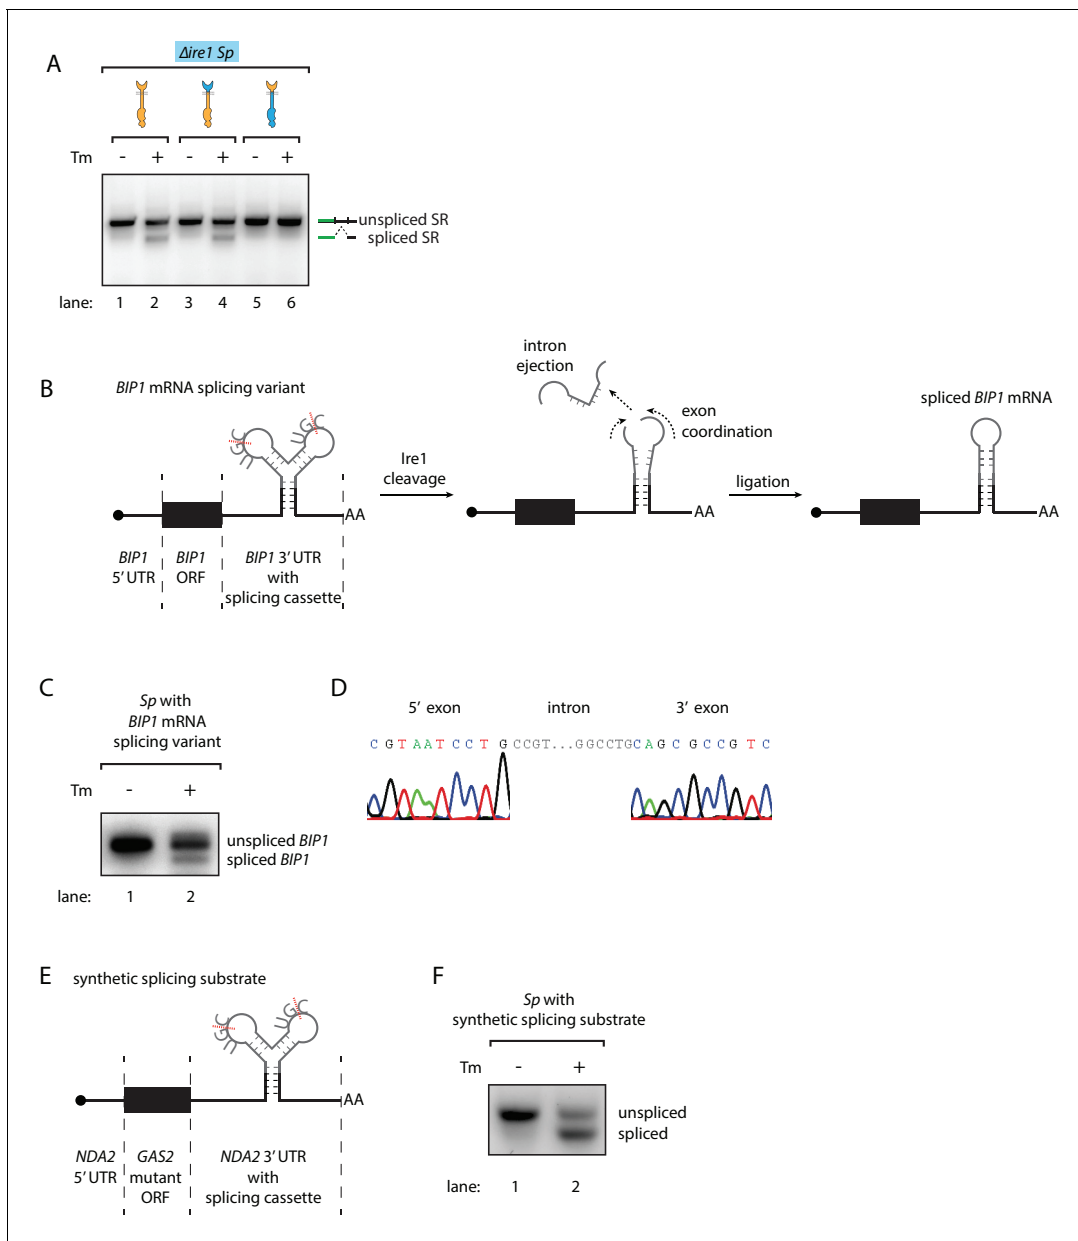 A
Δire1 Sp
Tm - + - + - +
unspliced SR
spliced SR
lane: 1 2 3 4 5 6
B
BIP1 mRNA splicing variant
UGC
UGC
AA
BIP1
5′ UTR
BIP1
ORF
BIP1 3′ UTR
with
splicing cassette
Ire1
cleavage
intron
ejection
exon
coordination
AA
ligation
spliced BIP1 mRNA
AA
C
Sp with
BIP1 mRNA
splicing variant
Tm - +
unspliced BIP1
spliced BIP1
lane: 1 2
D
5′ exon intron 3′ exon
C G T A A T C C T G C C G T . . . G G C C T G C A G C G C C G T C
E
synthetic splicing substrate
UGC
UGC
AA
NDA2
5′ UTR
GAS2
mutant
ORF
NDA2 3′ UTR
with
splicing cassette
F
Sp with
synthetic splicing substrate
Tm - +
unspliced
spliced
lane: 1 2